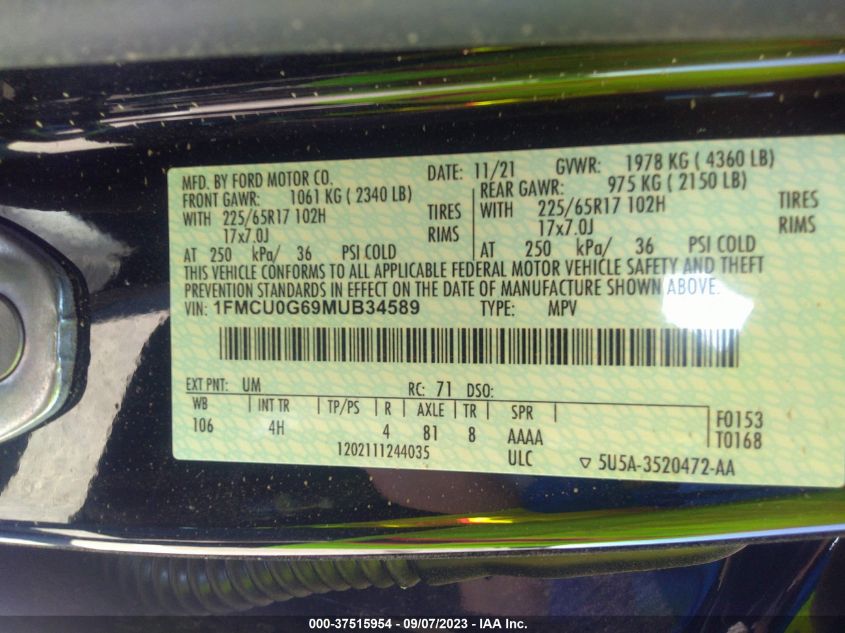 MFD. BY FORD MOTOR CO. DATE: 11/21 GVWR: 1978 KG ( 4360 LB)
FRONT GAWR: 1061 KG ( 2340 LB) REAR GAWR: 975 KG ( 2150 LB)
WITH 225/65R17 102H TIRES WITH 225/65R17 102H TIRES
17x7.0J RIMS 17x7.0J RIMS
AT 250 kPa/ 36 PSI COLD AT 250 kPa/ 36 PSI COLD
THIS VEHICLE CONFORMS TO ALL APPLICABLE FEDERAL MOTOR VEHICLE SAFETY AND THEFT
PREVENTION STANDARDS IN EFFECT ON THE DATE OF MANUFACTURE SHOWN ABOVE.
VIN: 1FMCU0G69MUB34589 TYPE: MPV
EXT PNT: UM RC: 71 DSO:
WB INT TR TP/PS R AXLE TR SPR F0153
106 4H 4 81 8 AAAA T0168
1202111244035 ULC 5U5A-3520472-AA
000-37515954 - 09/07/2023 - IAA Inc.